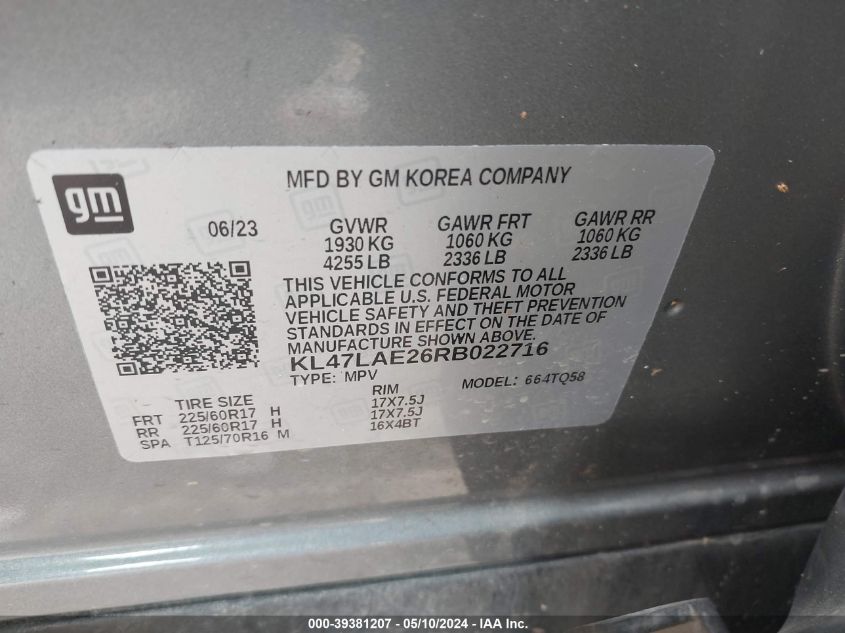 gm
MFD BY GM KOREA COMPANY
06/23 GVWR GAWR FRT GAWR RR
1930 KG 1060 KG 1060 KG
4255 LB 2336 LB 2336 LB
THIS VEHICLE CONFORMS TO ALL
APPLICABLE U.S. FEDERAL MOTOR
VEHICLE SAFETY AND THEFT PREVENTION
STANDARDS IN EFFECT ON THE DATE OF
MANUFACTURE SHOWN ABOVE.
KL47LAE26RB022716
TYPE: MPV MODEL: 664TQ58
TIRE SIZE RIM
FRT 225/60R17 H 17X7.5J
RR 225/60R17 H 17X7.5J
SPA T125/70R16 M 16X4BT
000-39381207 - 05/10/2024 - IAAI.com